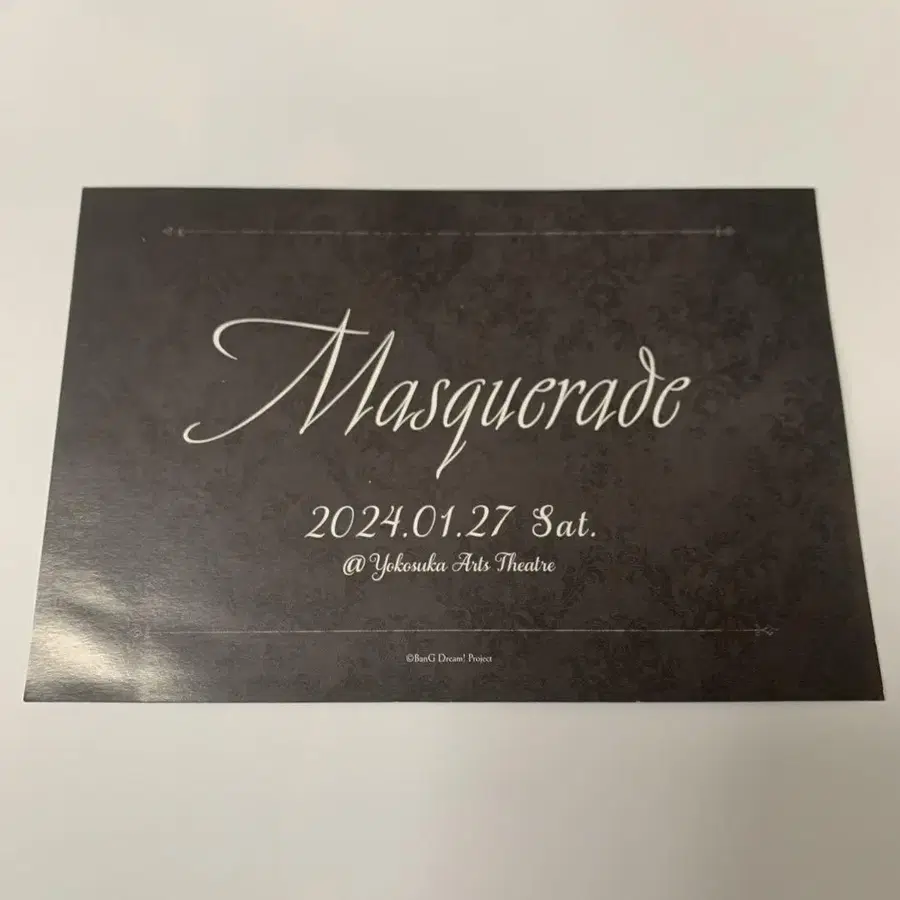 Masquerade
2024.01.27 Sat.
@ Yokosuka Arts Theatre
©BanG Dream! Project